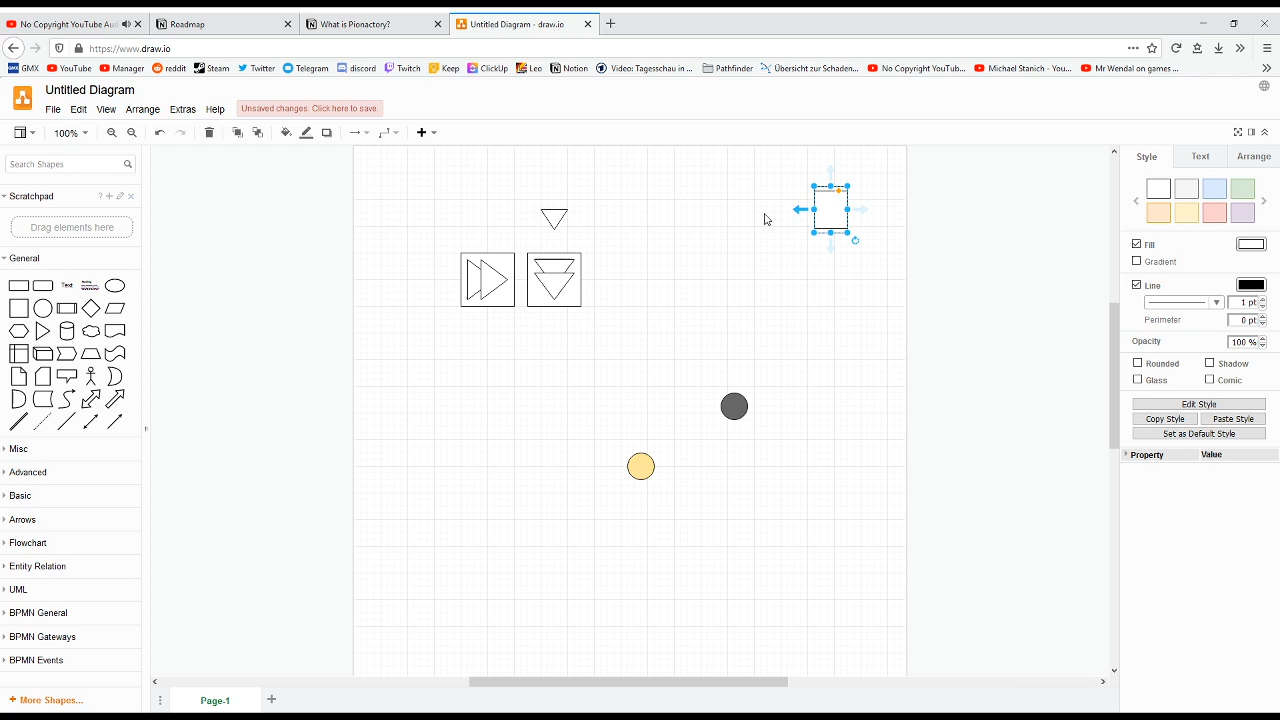 No Copyright YouTube Aud
Roadmap
What is Pionactory?
Untitled Diagram - draw.io
https://www.draw.io
GMX
YouTube
Manager
reddit
Steam
Twitter
Telegram
discord
Twitch
Keep
ClickUp
Notion
Video: Tagesschau in ...
Pathfinder
Übersicht zur Schaden...
No Copyright YouTube...
Michael Stanich - You...
Mr Wendal on games...
Untitled Diagram
File Edit View Arrange Extras Help
Unsaved changes. Click here to save.
100%
Search Shapes
Scratchpad
Drag elements here
General
Text
Misc
Advanced
Basic
Arrows
Flowchart
Entity Relation
UML
BPMN General
BPMN Gateways
BPMN Events
+ More Shapes...
Page-1
Style Text Arrange
Fill
Gradient
Line
1 pt
Perimeter 0 pt
Opacity 100 %
Rounded Shadow
Glass Comic
Edit Style
Copy Style Paste Style
Set as Default Style
Property Value